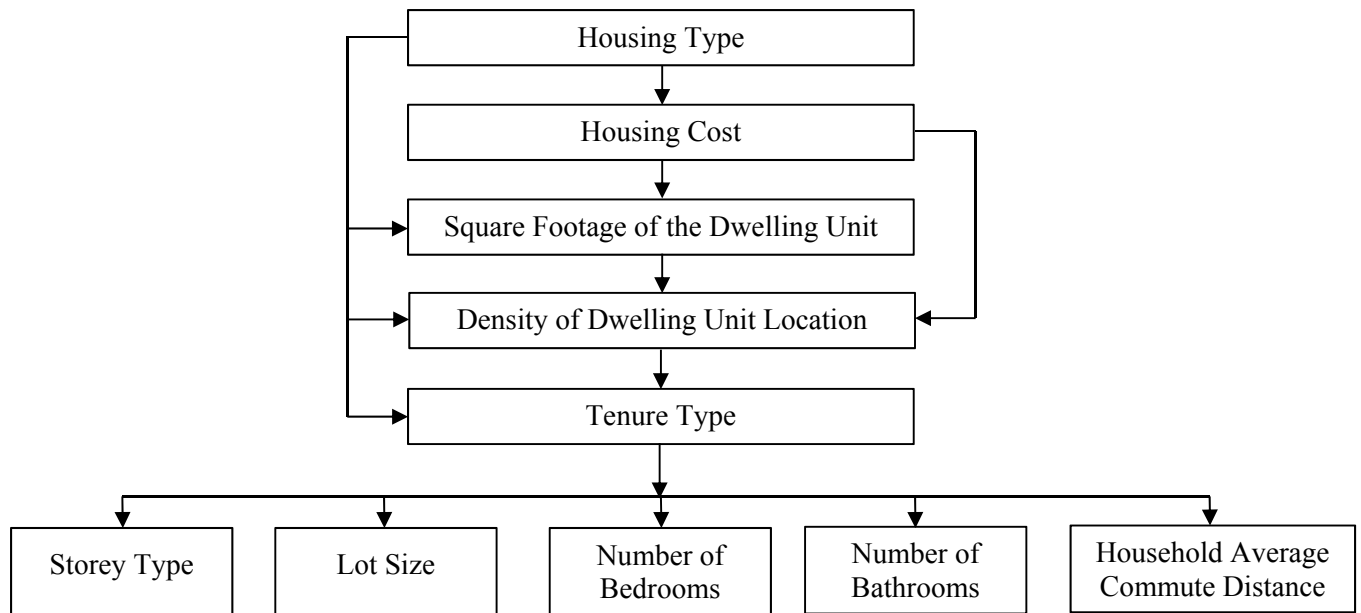 Housing Type
Housing Cost
Square Footage of the Dwelling Unit
Density of Dwelling Unit Location
Tenure Type
Storey Type
Lot Size
Number of
Bedrooms
Number of
Bathrooms
Household Average
Commute Distance